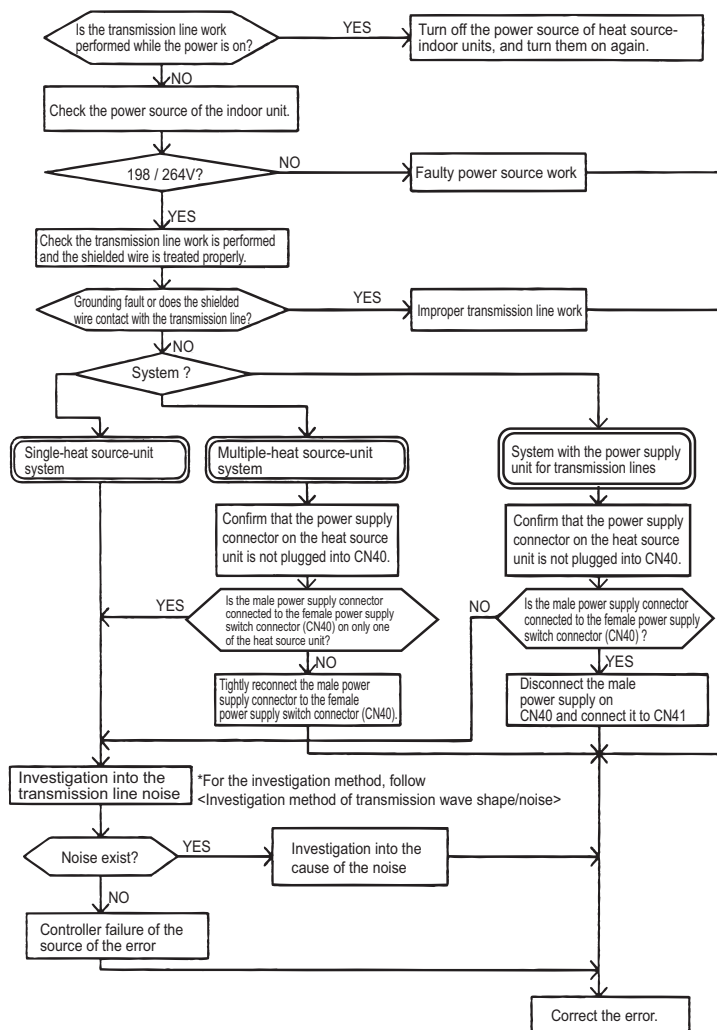 Is the transmission line work
performed while the power is on?
YES
Turn off the power source of heat source-
indoor units, and turn them on again.
NO
Check the power source of the indoor unit.
198 / 264V?
NO
Faulty power source work
YES
Check the transmission line work is performed
and the shielded wire is treated properly.
Grounding fault or does the shielded
wire contact with the transmission line?
YES
Improper transmission line work
NO
System ?
Single-heat source-unit
system
Multiple-heat source-unit
system
System with the power supply
unit for transmission lines
Confirm that the power supply
connector on the heat source
unit is not plugged into CN40.
Confirm that the power supply
connector on the heat source
unit is not plugged into CN40.
YES
Is the male power supply connector
connected to the female power supply
switch connector (CN40) on only one
of the heat source unit?
NO
Is the male power supply connector
connected to the female power supply
switch connector (CN40) ?
NO
YES
Tightly reconnect the male power
supply connector to the female
power supply switch connector (CN40).
Disconnect the male
power supply on
CN40 and connect it to CN41
Investigation into the
transmission line noise
*For the investigation method, follow
<Investigation method of transmission wave shape/noise>
Noise exist?
YES
Investigation into the
cause of the noise
NO
Controller failure of the
source of the error
Correct the error.